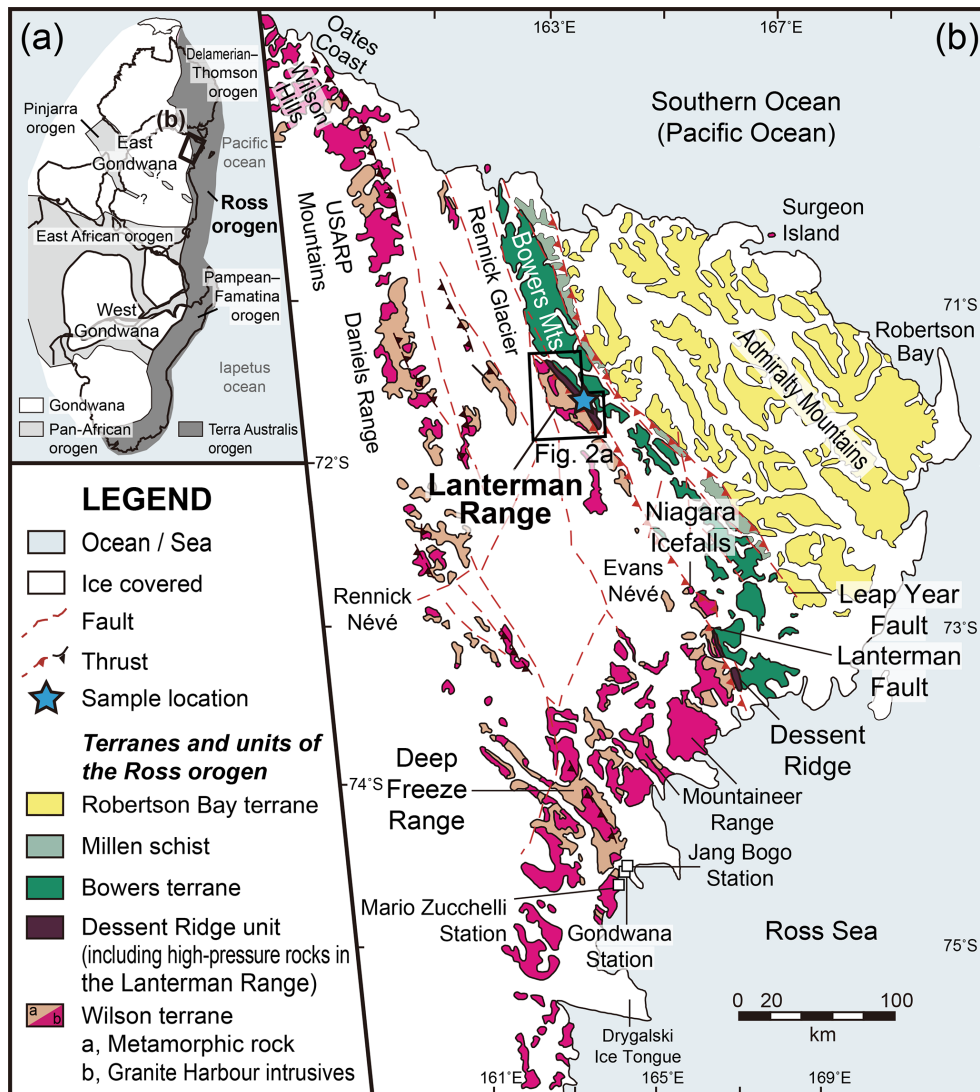 (a)
Delamerian–
Thomson
orogen
Pinjarra
orogen
(b)
East
Gondwana
Pacific
ocean
?
?
Ross
orogen
East African orogen
Pampean–
Famatina
orogen
West
Gondwana
Iapetus
ocean
Gondwana
Pan-African
orogen
Terra Australis
orogen
(b)
163°E
167°E
Oates
Coast
Wilson
Hills
Southern Ocean
(Pacific Ocean)
USARP
Mountains
Rennick Glacier
Bowers Mts
Surgeon
Island
71°S
Robertson
Bay
Daniels Range
Admiralty Mountains
Fig. 2a
72°S
Lanterman
Range
Niagara
Icefalls
Evans
Névé
Rennick
Névé
Leap Year
Fault
73°S
Lanterman
Fault
Dessent
Ridge
Deep
Freeze
Range
74°S
Mountaineer
Range
Jang Bogo
Station
Mario Zucchelli
Station
Gondwana
Station
Ross Sea
75°S
0 20 100
km
Drygalski
Ice Tongue
161°E
165°E
169°E
LEGEND
Ocean / Sea
Ice covered
Fault
Thrust
Sample location
Terranes and units of
the Ross orogen
Robertson Bay terrane
Millen schist
Bowers terrane
Dessent Ridge unit
(including high-pressure rocks in
the Lanterman Range)
a b
Wilson terrane
a, Metamorphic rock
b, Granite Harbour intrusives